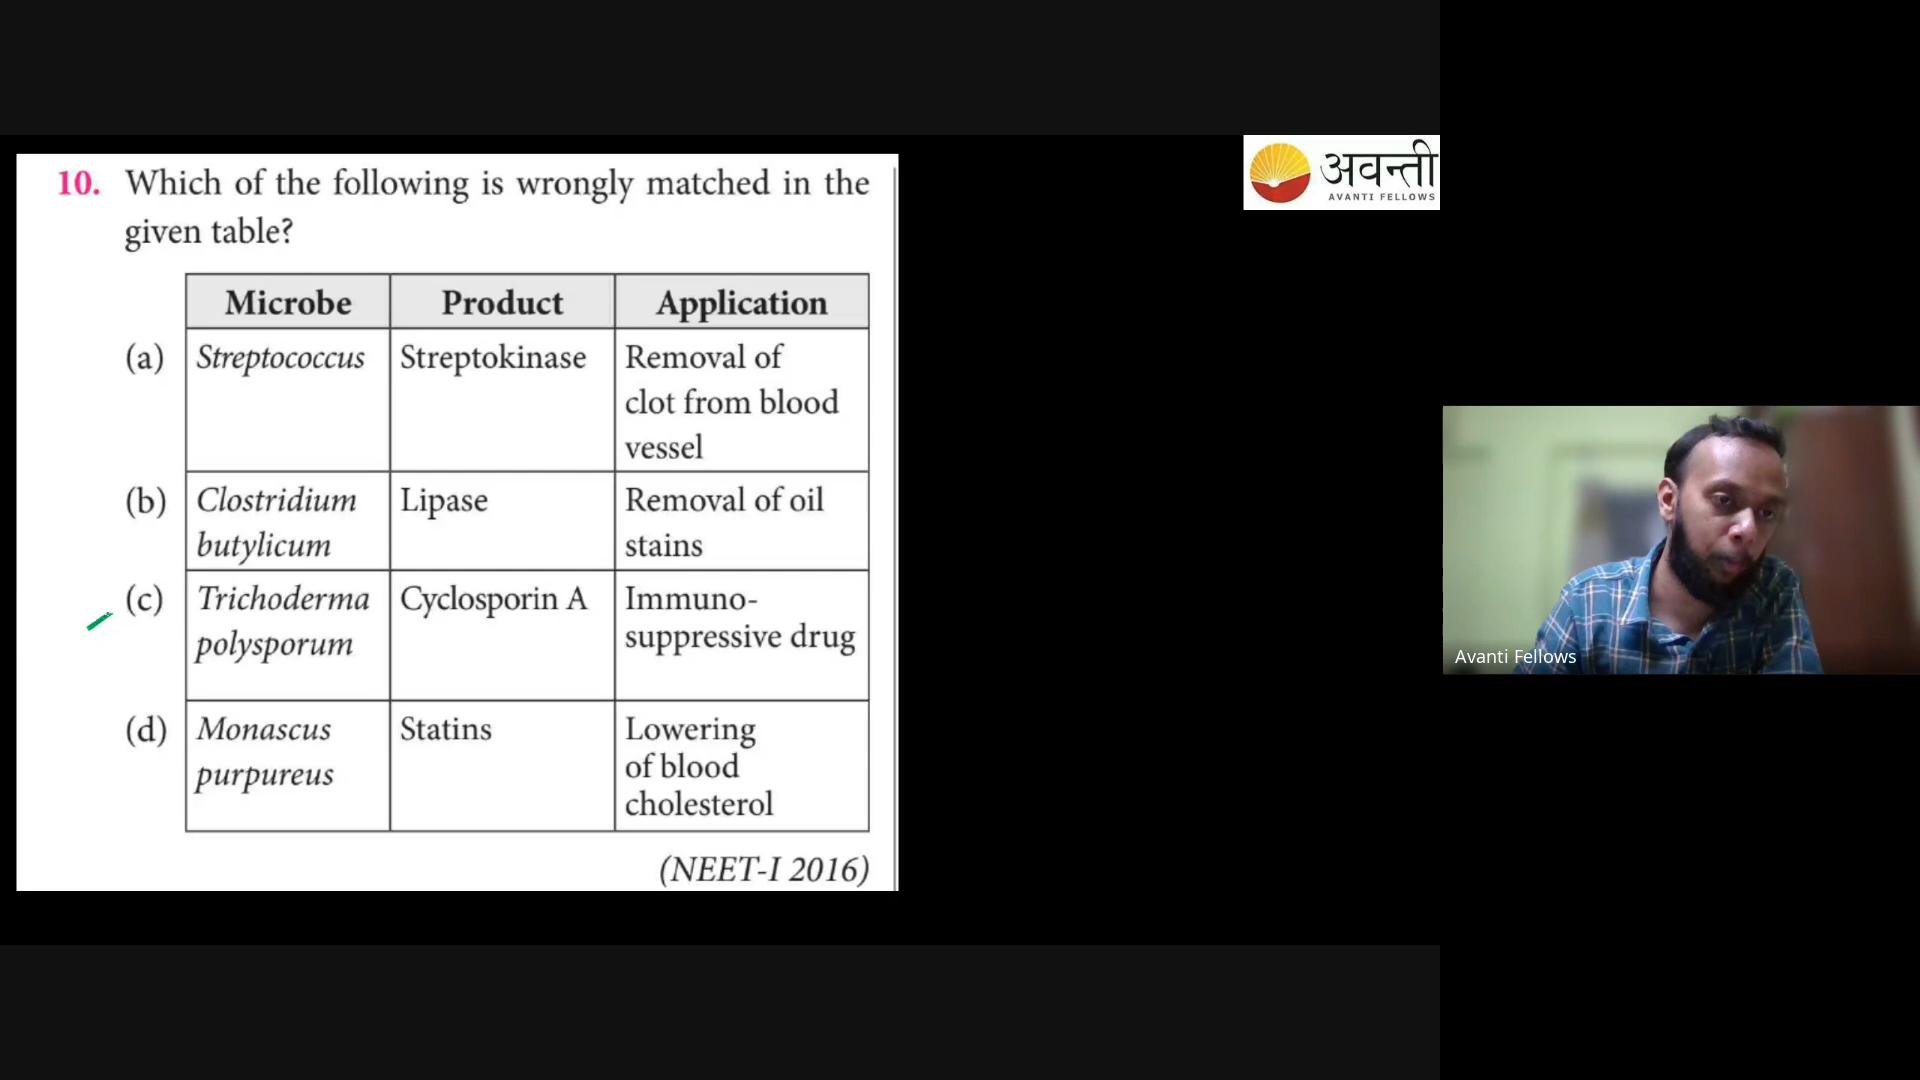 10. Which of the following is wrongly matched in the
given table?
Microbe Product Application
(a) Streptococcus Streptokinase Removal of
clot from blood
vessel
(b) Clostridium Lipase Removal of oil
butylicum stains
(c) Trichoderma Cyclosporin A Immuno-
polysporum suppressive drug
(d) Monascus Statins Lowering
purpureus of blood
cholesterol
(NEET-I 2016)
अवन्ती
AVANTI FELLOWS
Avanti Fellows